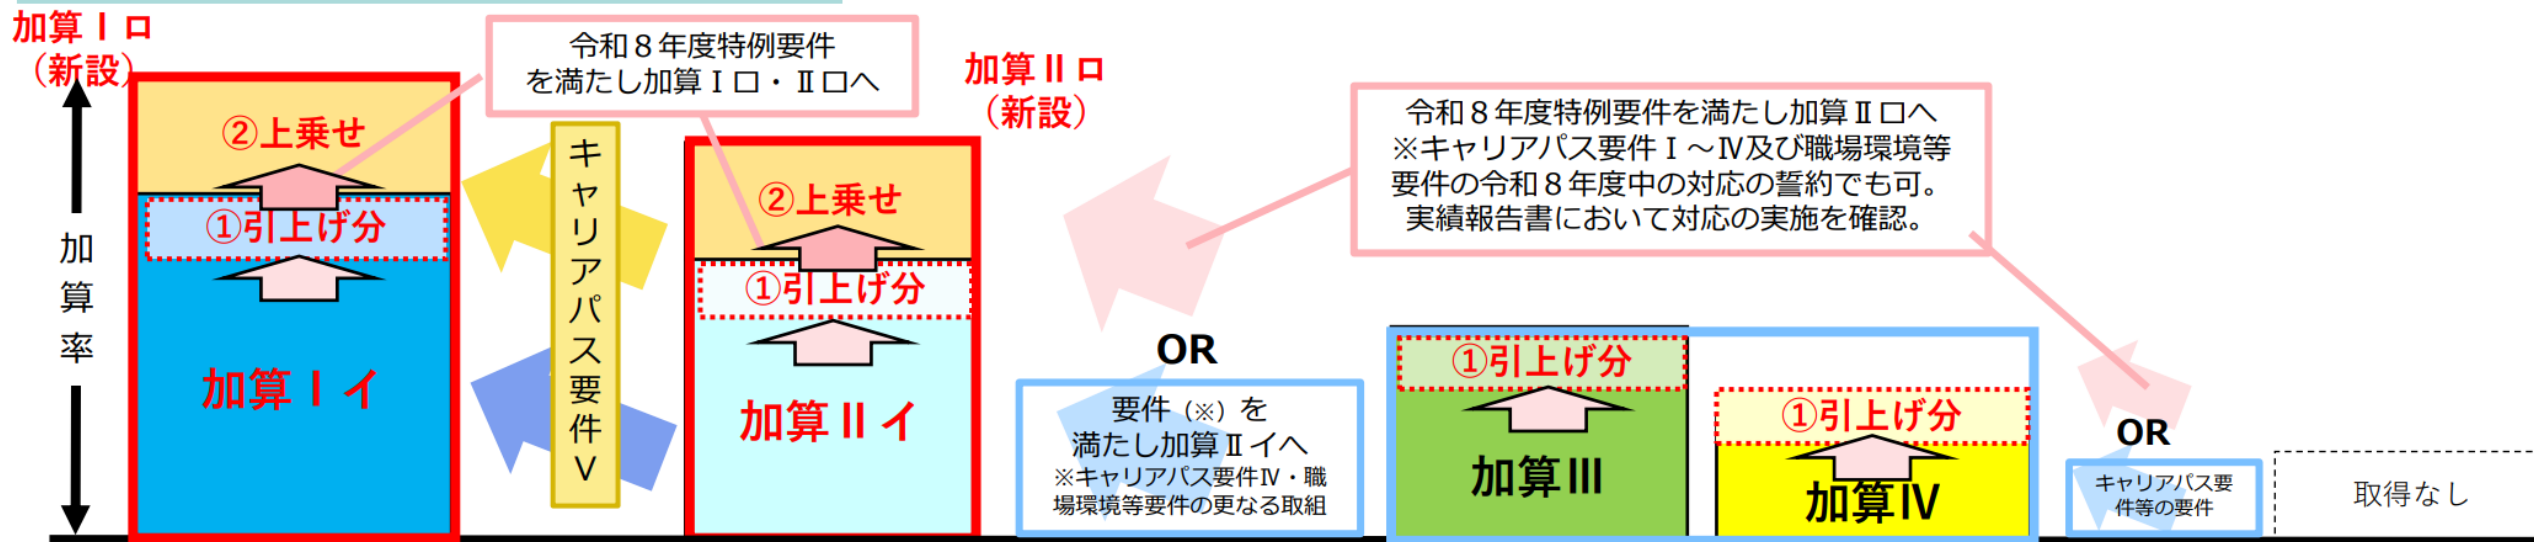 加算Ⅰロ
（新設）
加算率
②上乗せ
①引上げ分
加算Ⅰイ
令和８年度特例要件
を満たし加算Ⅰロ・Ⅱロへ
キャリアパス要件Ⅴ
加算Ⅱロ
（新設）
②上乗せ
①引上げ分
加算Ⅱイ
令和８年度特例要件を満たし加算Ⅱロへ
※キャリアパス要件Ⅰ～Ⅳ及び職場環境等
要件の令和８年度中の対応の誓約でも可。
実績報告書において対応の実施を確認。
OR
要件（※）を
満たし加算Ⅱイへ
※キャリアパス要件Ⅳ・職
場環境等要件の更なる取組
①引上げ分
加算Ⅲ
①引上げ分
加算Ⅳ
OR
キャリアパス要
件等の要件
取得なし